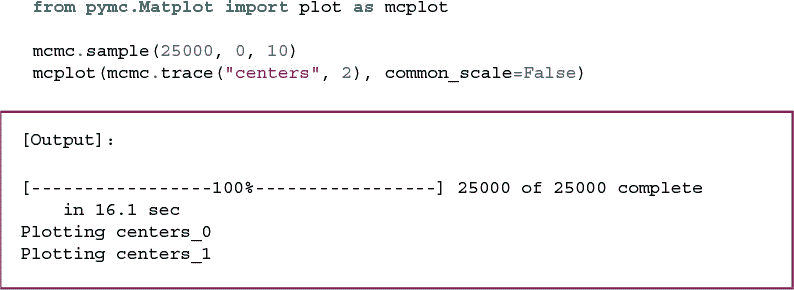 from pymc.Matplot import plot as mcplot
mcmc.sample(25000, 0, 10)
mcplot(mcmc.trace("centers", 2), common_scale=False)
[Output]:
[-----------------100%-----------------] 25000 of 25000 complete
in 16.1 sec
Plotting centers_0
Plotting centers_1